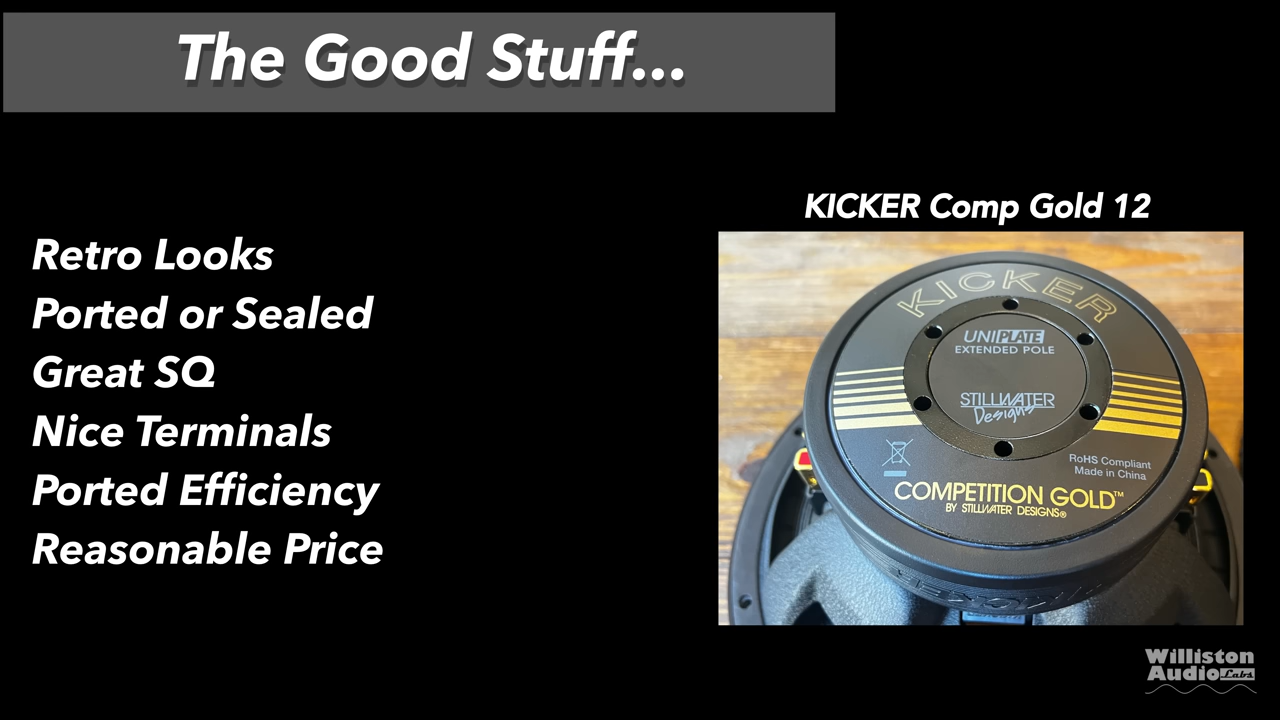 The Good Stuff...
Retro Looks
Ported or Sealed
Great SQ
Nice Terminals
Ported Efficiency
Reasonable Price
KICKER Comp Gold 12
KICKER
UNIPLATE
EXTENDED POLE
STILLWATER
Designs
RoHS Compliant
Made in China
COMPETITION GOLD™
BY STILLWATER DESIGNS®
KICKER
Williston
Audio Labs